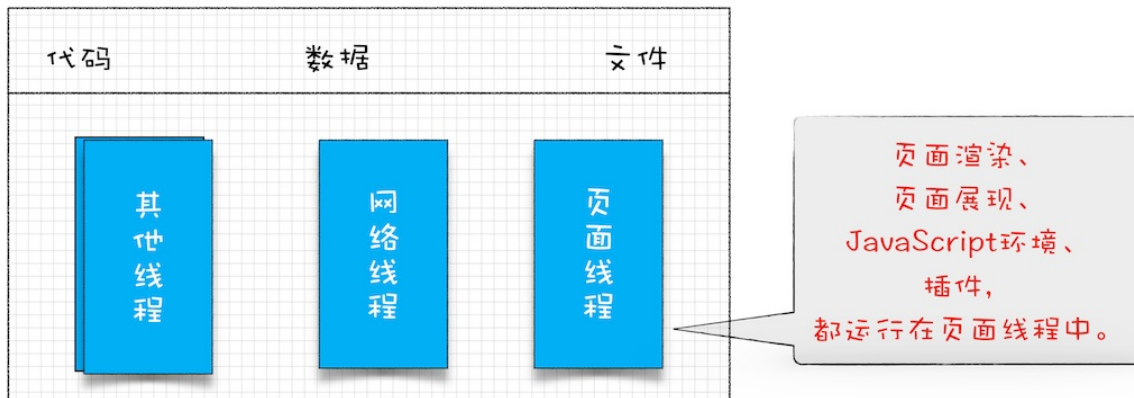 代码 数据 文件
其他线程
网络线程
页面线程
页面渲染、
页面展现、
JavaScript环境、
插件,
都运行在页面线程中。